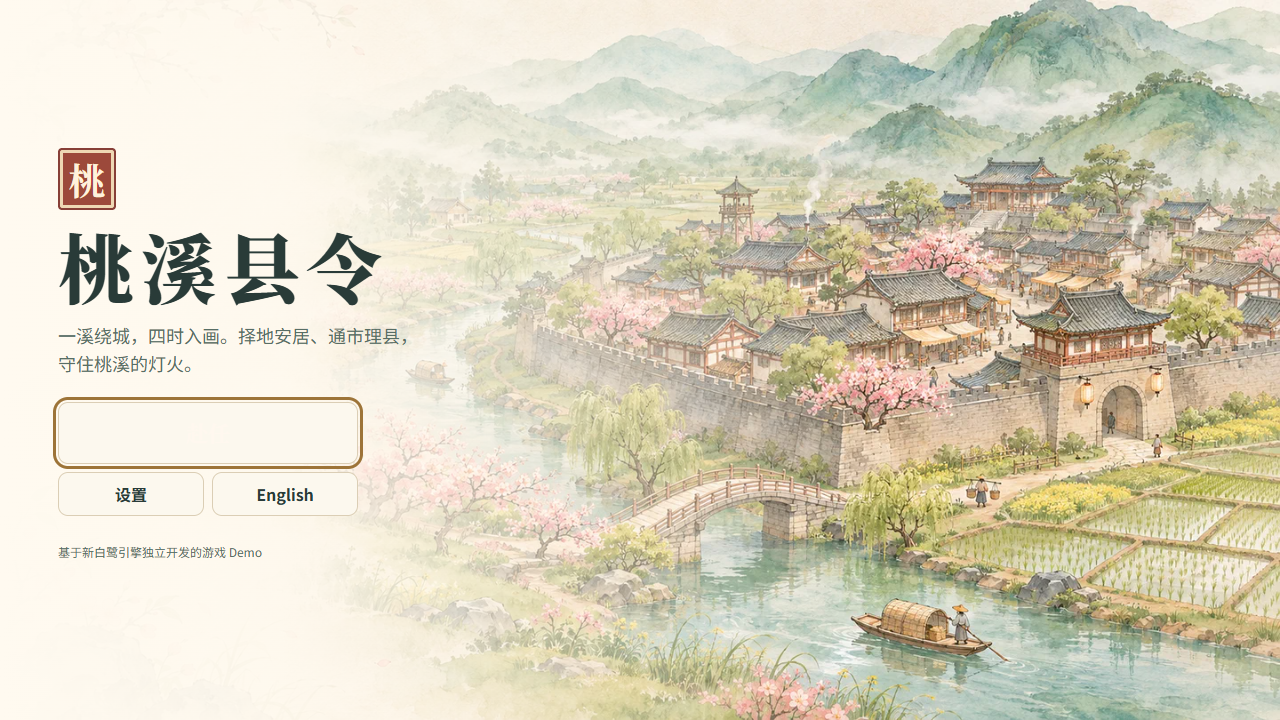 桃
桃溪县令
一溪绕城，四时入画。择地安居、通市理县，
守住桃溪的灯火。
设置
English
基于新白鹭引擎独立开发的游戏 Demo